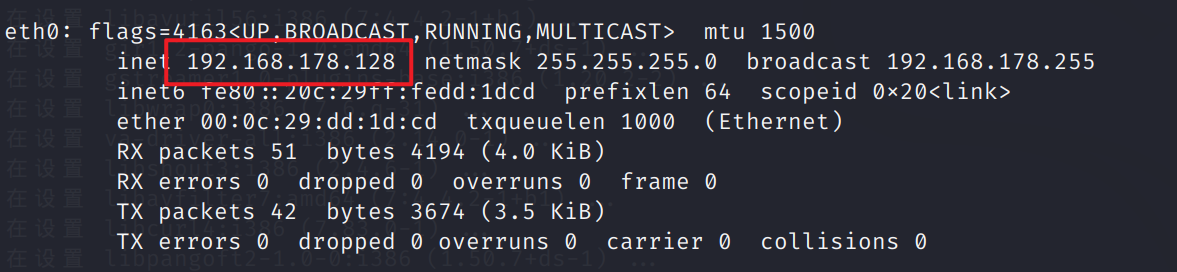 eth0: flags=4163<UP,BROADCAST,RUNNING,MULTICAST>  mtu 1500
inet 192.168.178.128  netmask 255.255.255.0  broadcast 192.168.178.255
inet6 fe80::20c:29ff:fedd:1dcd  prefixlen 64  scopeid 0×20<link>
ether 00:0c:29:dd:1d:cd  txqueuelen 1000  (Ethernet)
RX packets 51  bytes 4194 (4.0 KiB)
RX errors 0  dropped 0  overruns 0  frame 0
TX packets 42  bytes 3674 (3.5 KiB)
TX errors 0  dropped 0 overruns 0  carrier 0  collisions 0